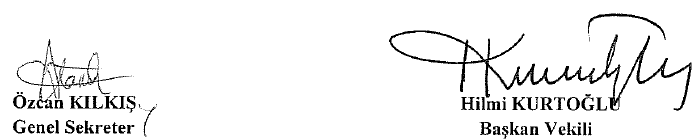 Özcan KILKIŞ
Genel Sekreter
Hilmi KURTOĞLU
Başkan Vekili